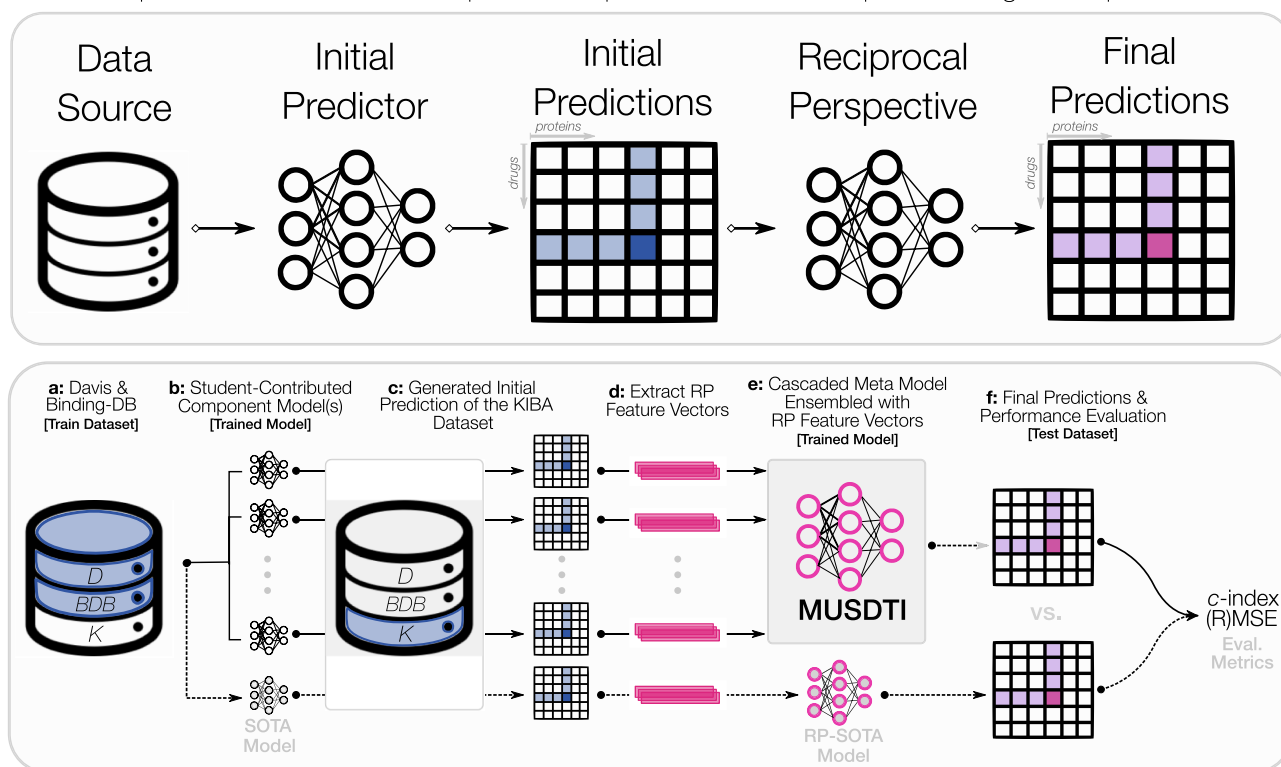 Data
Source
Initial
Predictor
Initial
Predictions
Reciprocal
Perspective
Final
Predictions
proteins
drugs
proteins
drugs
a: Davis &
Binding-DB
[Train Dataset]
b: Student-Contributed
Component Model(s)
[Trained Model]
c: Generated Initial
Prediction of the KIBA
Dataset
d: Extract RP
Feature Vectors
e: Cascaded Meta Model
Ensembled with
RP Feature Vectors
[Trained Model]
f: Final Predictions &
Performance Evaluation
[Test Dataset]
D
BDB
K
D
BDB
K
MUSDTI
vs.
c-index
(R)MSE
Eval.
Metrics
SOTA
Model
RP-SOTA
Model